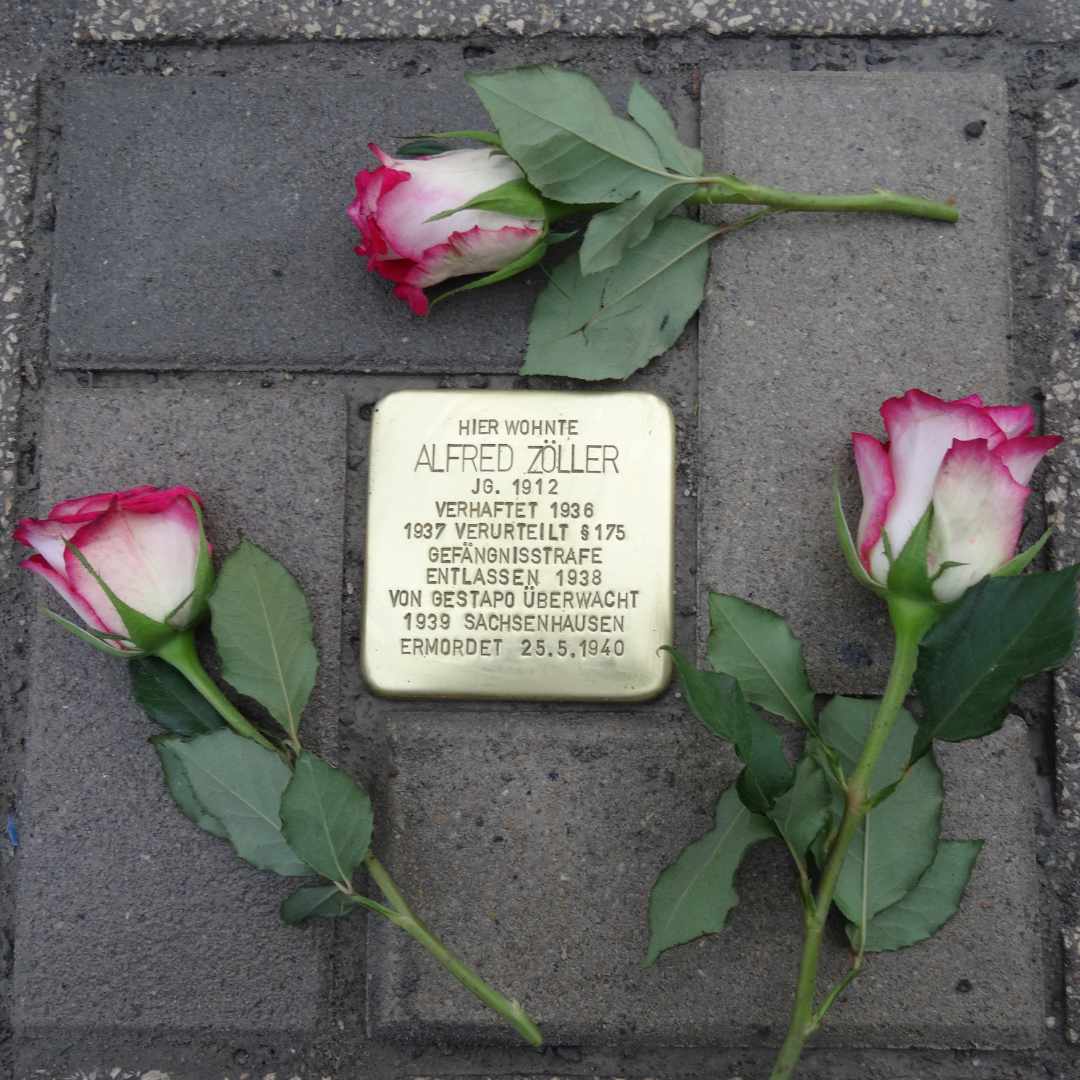 HIER WOHNTE
ALFRED ZÖLLER
JG. 1912
VERHAFTET 1936
1937 VERURTEILT §175
GEFÄNGNISSTRAFE
ENTLASSEN 1938
VON GESTAPO ÜBERWACHT
1939 SACHSENHAUSEN
ERMORDET 25.5.1940